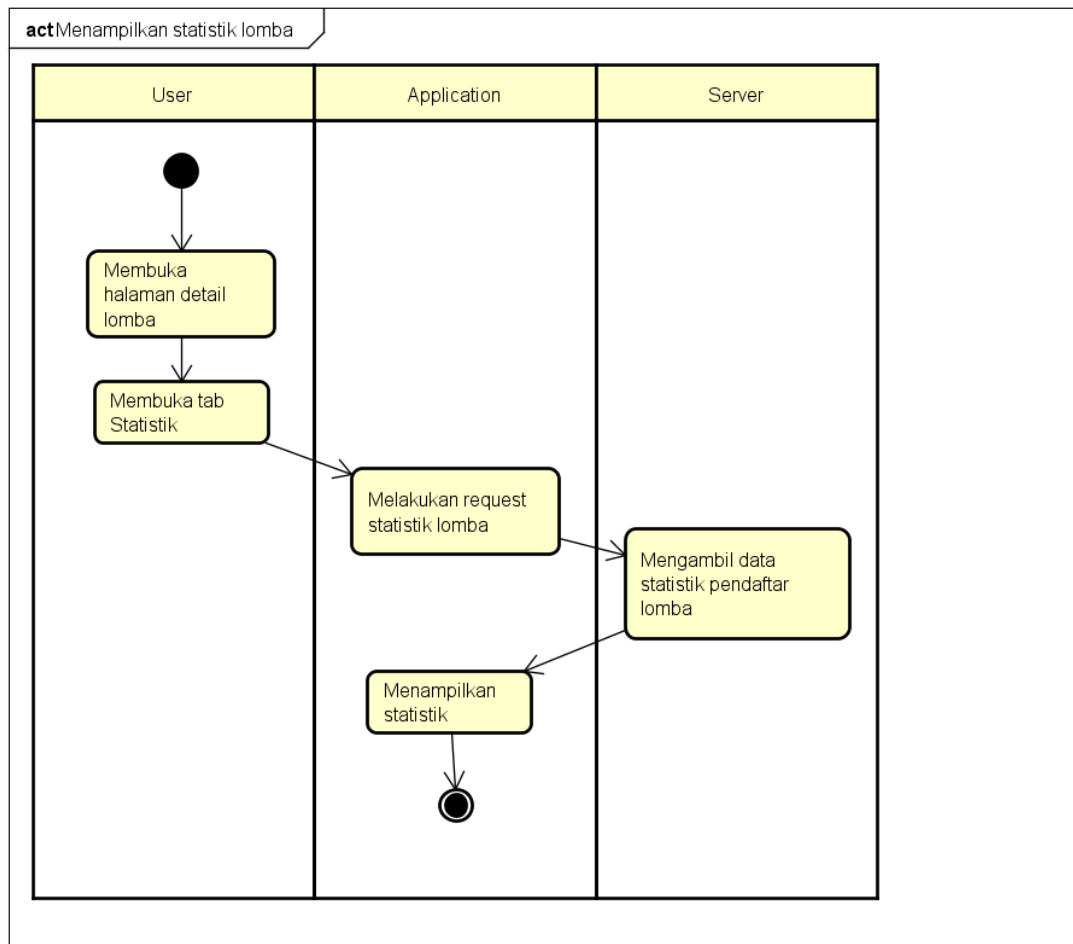 act Menampilkan statistik lomba
User
Application
Server
Membuka
halaman detail
lomba
Membuka tab
Statistik
Melakukan request
statistik lomba
Mengambil data
statistik pendaftar
lomba
Menampilkan
statistik